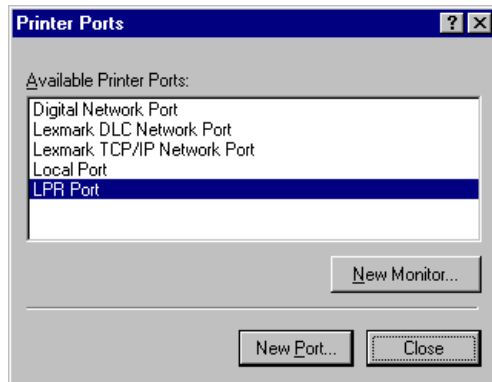 Printer Ports
Available Printer Ports:
Digital Network Port
Lexmark DLC Network Port
Lexmark TCP/IP Network Port
Local Port
LPR Port
New Monitor...
New Port...
Close